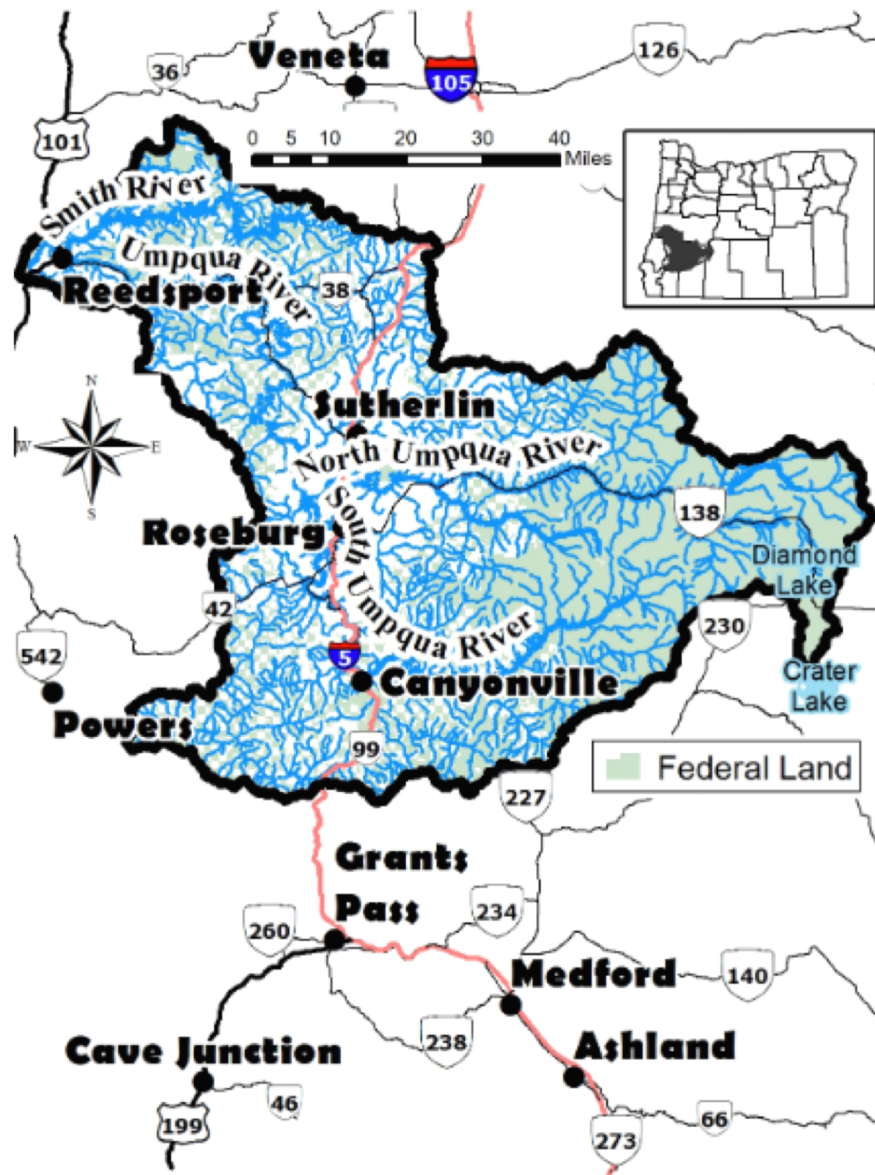 Veneta
36
126
105
101
0 5 10 20 30 40
Miles
Smith River
Umpqua River
Reedsport
38
N
W E
S
Sutherlin
North Umpqua River
South Umpqua River
Roseburg
138
Diamond
Lake
42
230
542
5
Canyonville
Crater
Lake
Powers
99
Federal Land
227
Grants
Pass
260
234
Medford
140
238
Cave Junction
Ashland
46
199
66
273